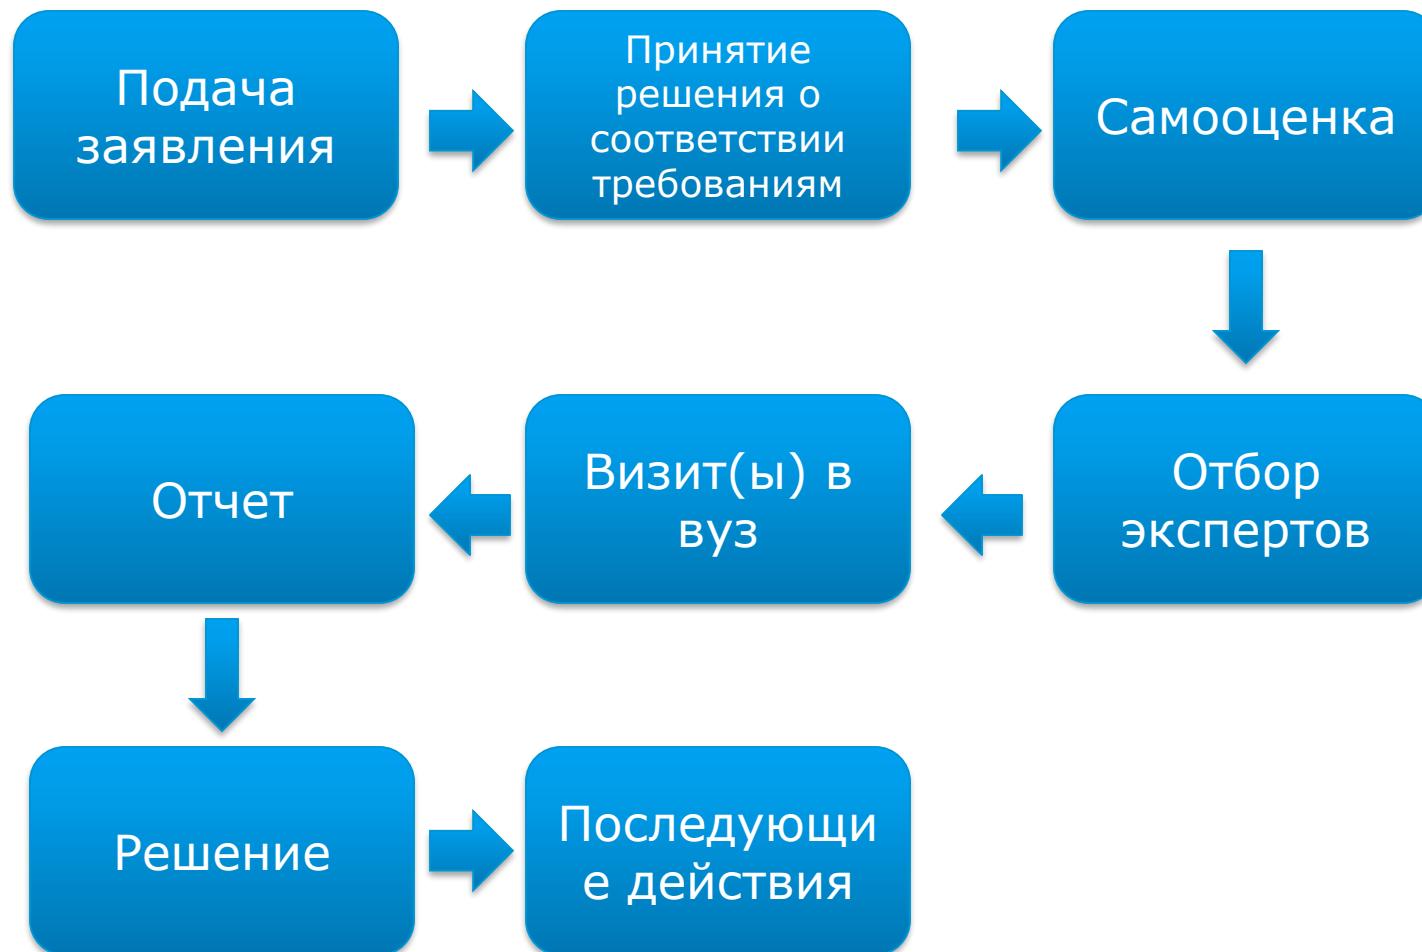 Подача
заявления
Принятие
решения о
соответствии
требованиям
Самооценка
Отбор
экспертов
Визит(ы) в
вуз
Отчет
Решение
Последующи
е действия